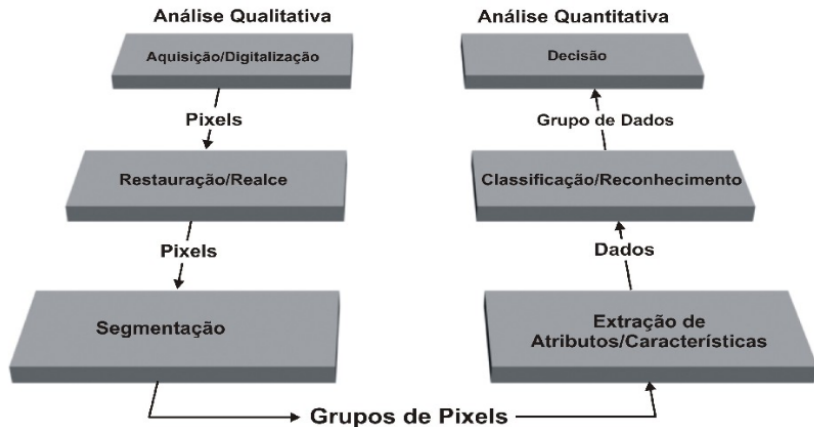 Análise Qualitativa
Aquisição/Digitalização
Pixels
Restauração/Realce
Pixels
Segmentação
Grupos de Pixels
Análise Quantitativa
Decisão
Grupo de Dados
Classificação/Reconhecimento
Dados
Extração de
Atributos/Características